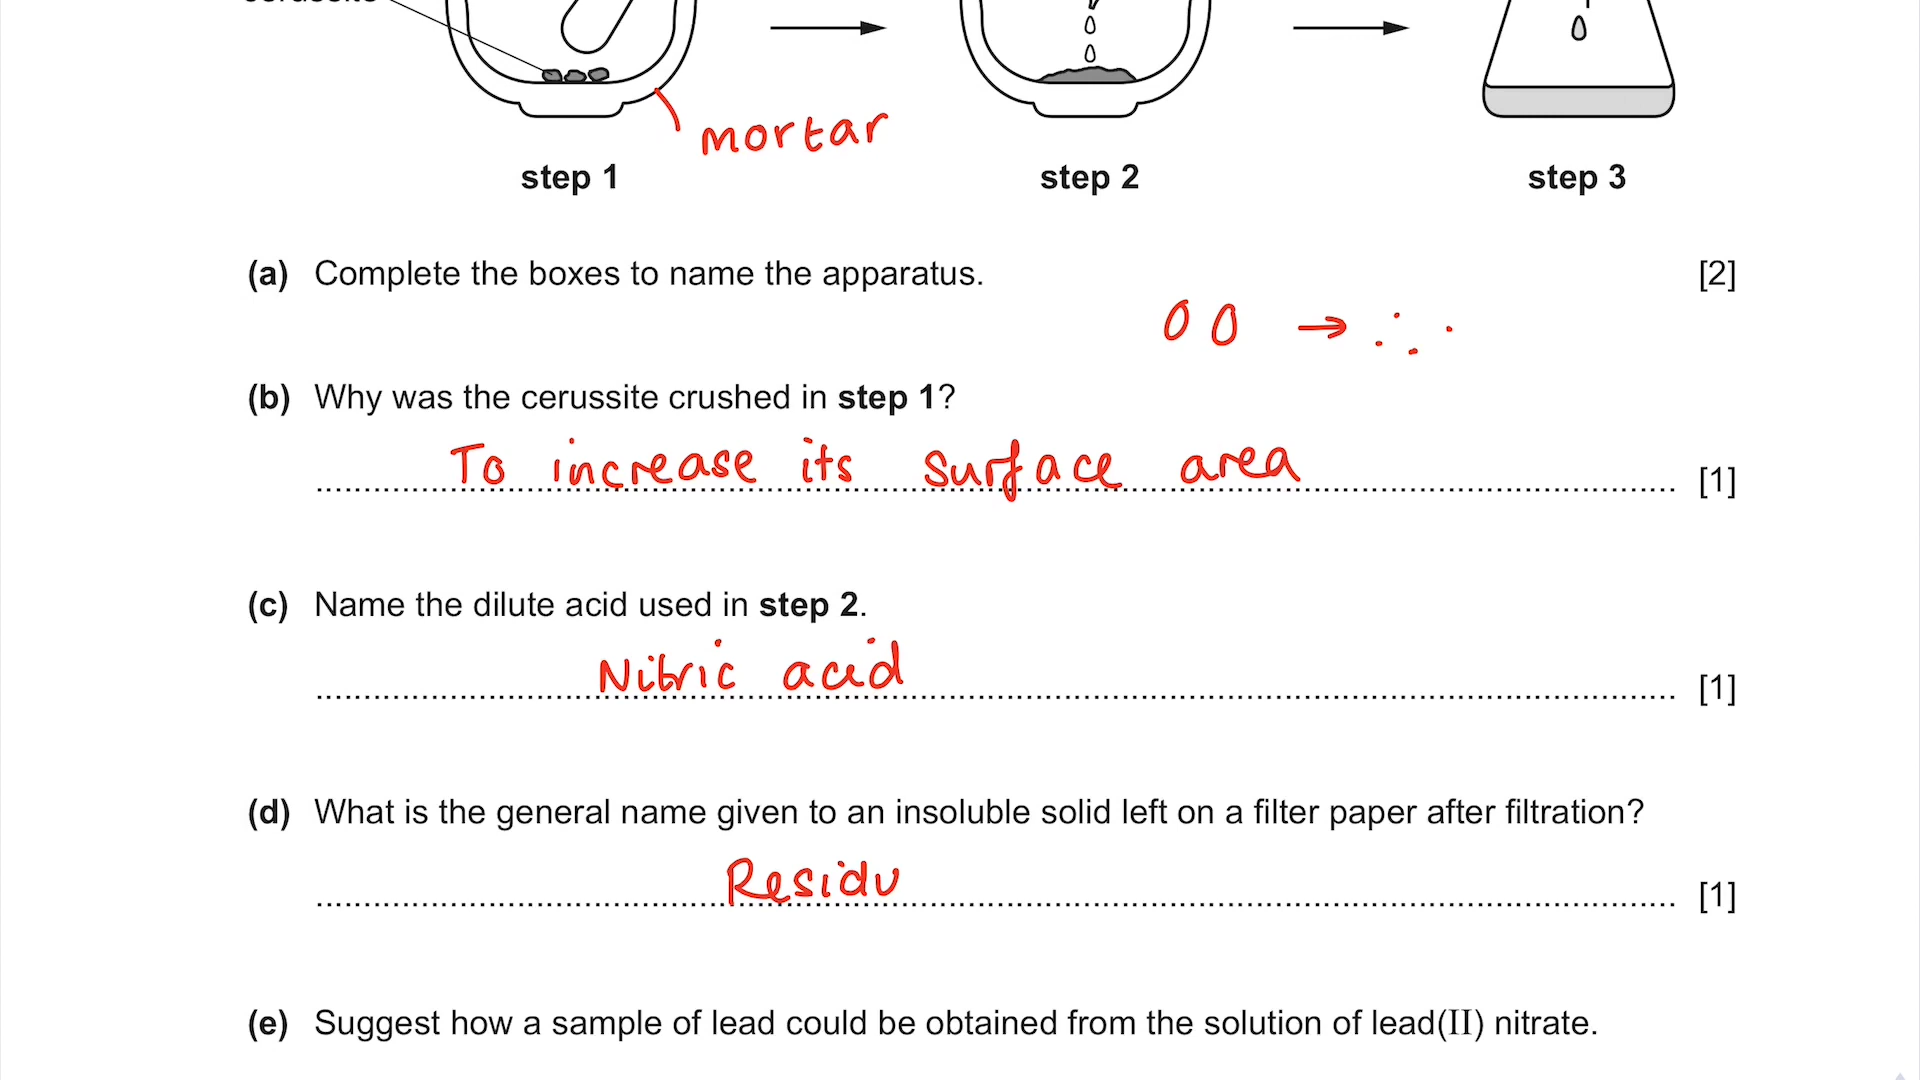 mortar
step 1
step 2
step 3
(a) Complete the boxes to name the apparatus. [2]
(b) Why was the cerussite crushed in step 1?
To increase its surface area [1]
(c) Name the dilute acid used in step 2.
Nitric acid [1]
(d) What is the general name given to an insoluble solid left on a filter paper after filtration?
Residu [1]
(e) Suggest how a sample of lead could be obtained from the solution of lead(II) nitrate.